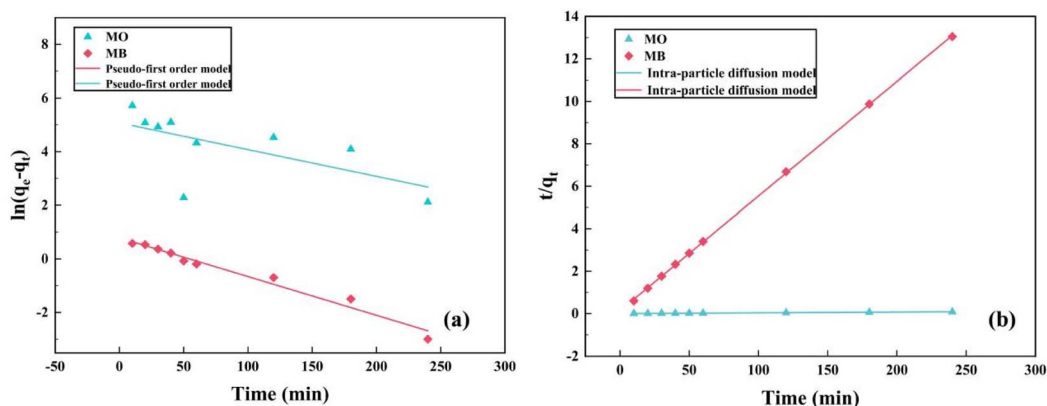 MO
MB
Pseudo-first order model
Pseudo-first order model
8
6
4
2
0
-2
ln(qe-qt)
-50 0 50 100 150 200 250 300
Time (min)
(a)
MO
MB
Intra-particle diffusion model
Intra-particle diffusion model
14
12
10
8
6
4
2
0
-2
t/qt
0 50 100 150 200 250 300
Time (min)
(b)